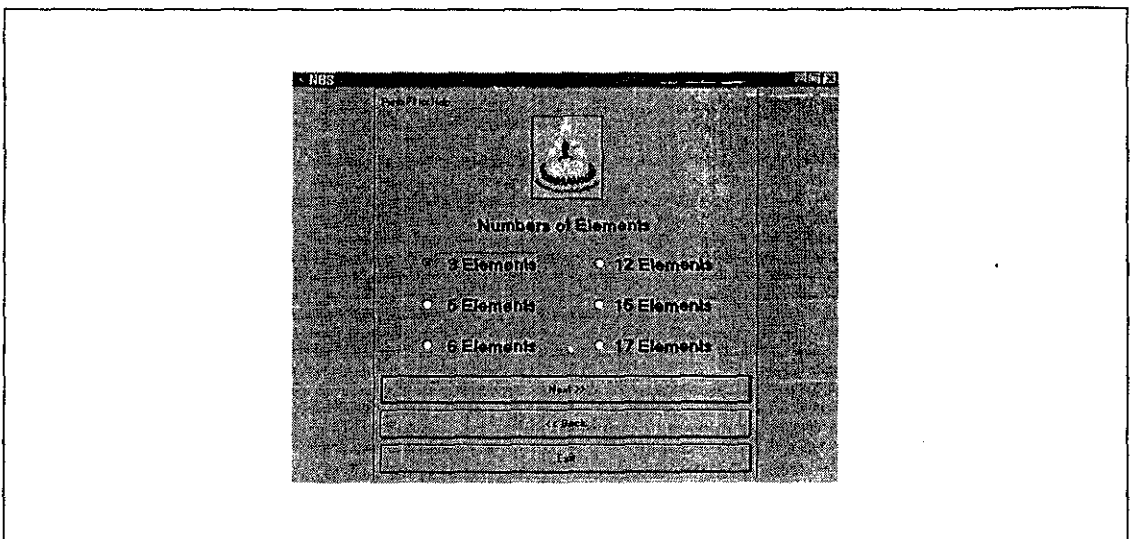 NBS
Numbers of Elements
3 Elements
12 Elements
5 Elements
15 Elements
6 Elements
17 Elements
Next >>
<< Back
Exit